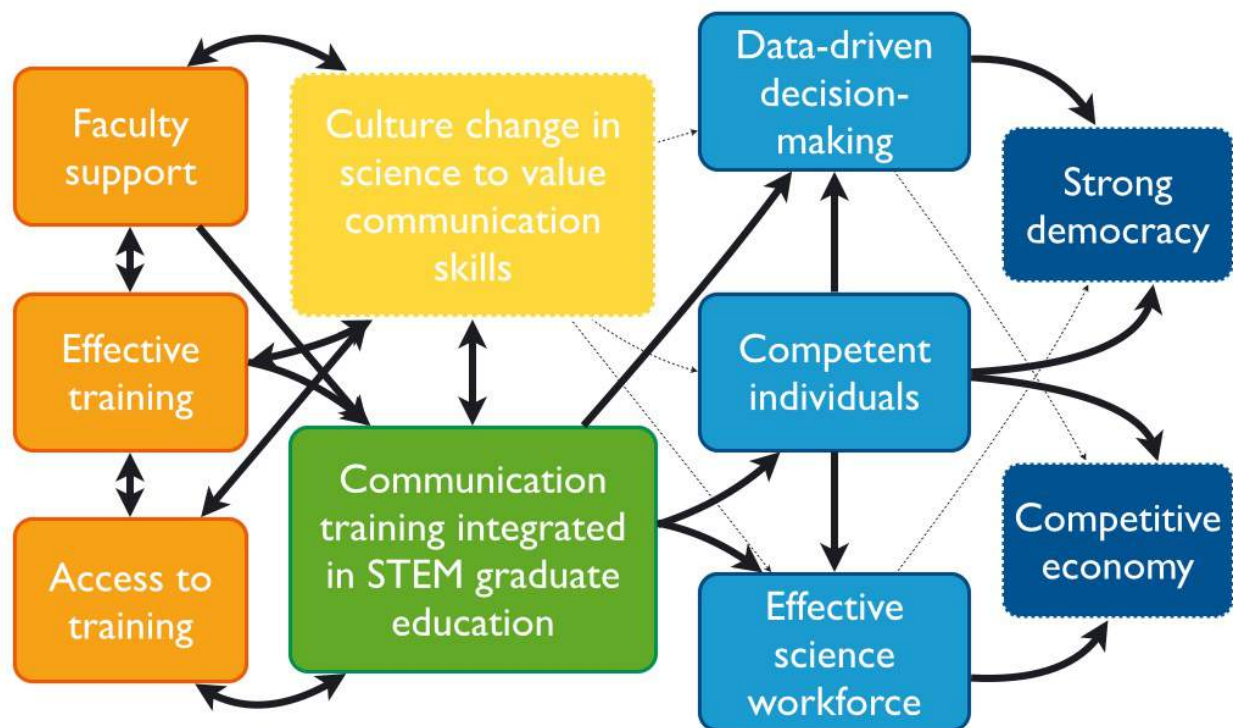 Faculty
support
Effective
training
Access to
training
Culture change in
science to value
communication
skills
Communication
training integrated
in STEM graduate
education
Data-driven
decision-
making
Competent
individuals
Effective
science
workforce
Strong
democracy
Competitive
economy